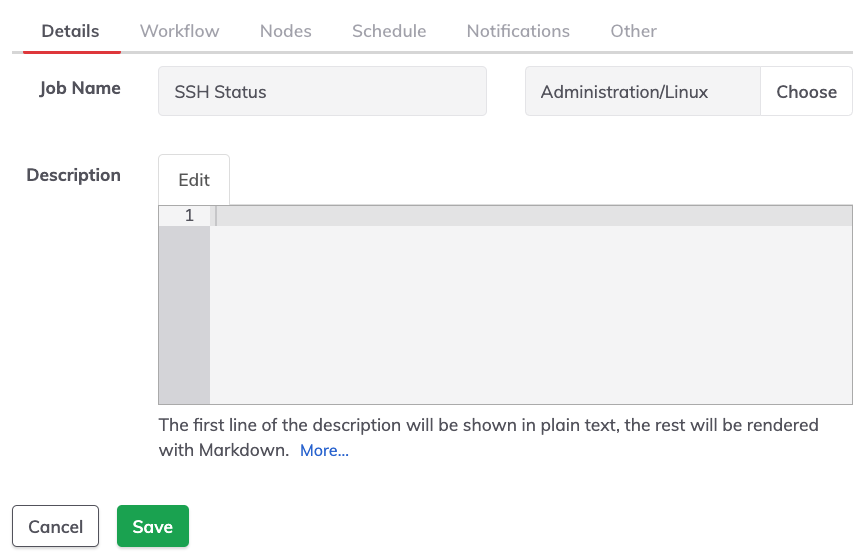 Details Workflow Nodes Schedule Notifications Other
Job Name SSH Status Administration/Linux Choose
Description Edit
1
The first line of the description will be shown in plain text, the rest will be rendered
with Markdown. More...
Cancel Save